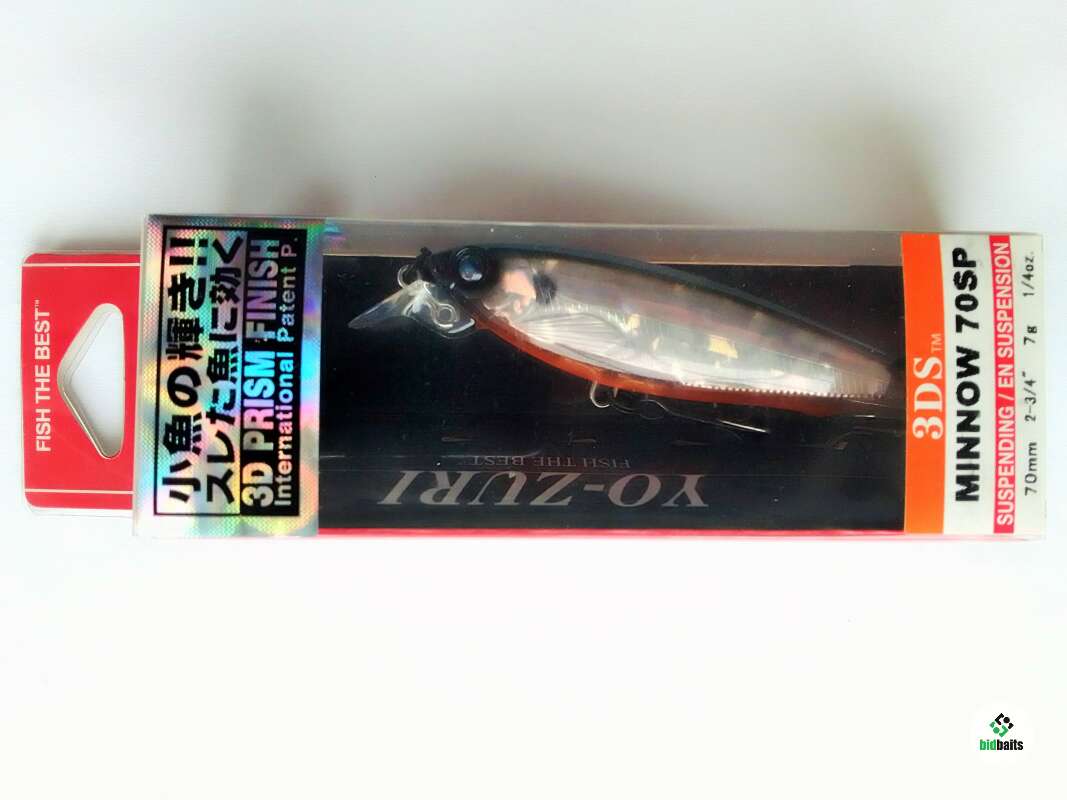 FISH THE BEST™
小魚の輝き!!
スレた魚に効く
3D PRISM FINISH
International Patent P.
YO-ZURI
FISH THE BEST™
3DS™
MINNOW 70SP
SUSPENDING / EN SUSPENSION
70mm 2-3/4" 7g 1/4oz.
bidbaits